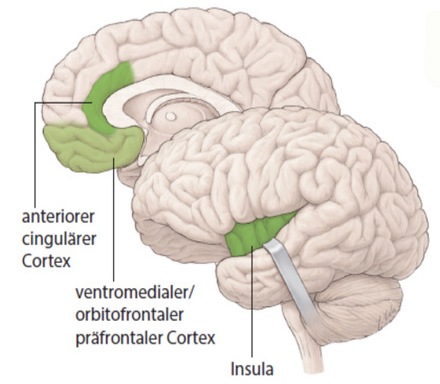 anteriorer
cingulärer
Cortex
ventromedialer/
orbitofrontaler
präfrontaler Cortex
Insula